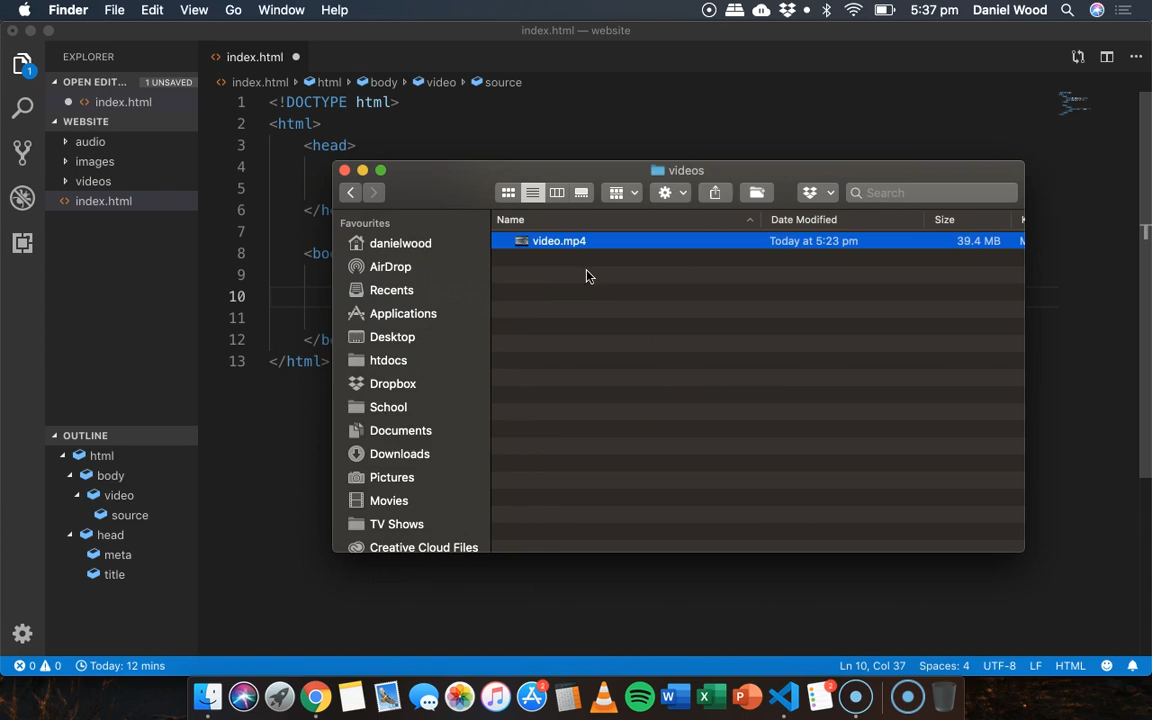 Finder File Edit View Go Window Help 5:37 pm Daniel Wood
index.html — website
EXPLORER
index.html
OPEN EDIT... 1 UNSAVED
index.html html body video source
index.html
WEBSITE
audio
images
videos
index.html
1 <!DOCTYPE html>
2 <html>
3 <head>
4
5
6 </h
7
8 <bo
9
10
11
12 </b
13 </html>
videos
Search
Favourites
danielwood
AirDrop
Recents
Applications
Desktop
htdocs
Dropbox
School
Documents
Downloads
Pictures
Movies
TV Shows
Creative Cloud Files
Name Date Modified Size K
video.mp4 Today at 5:23 pm 39.4 MB M
OUTLINE
html
body
video
source
head
meta
title
0 0 Today: 12 mins Ln 10, Col 37 Spaces: 4 UTF-8 LF HTML